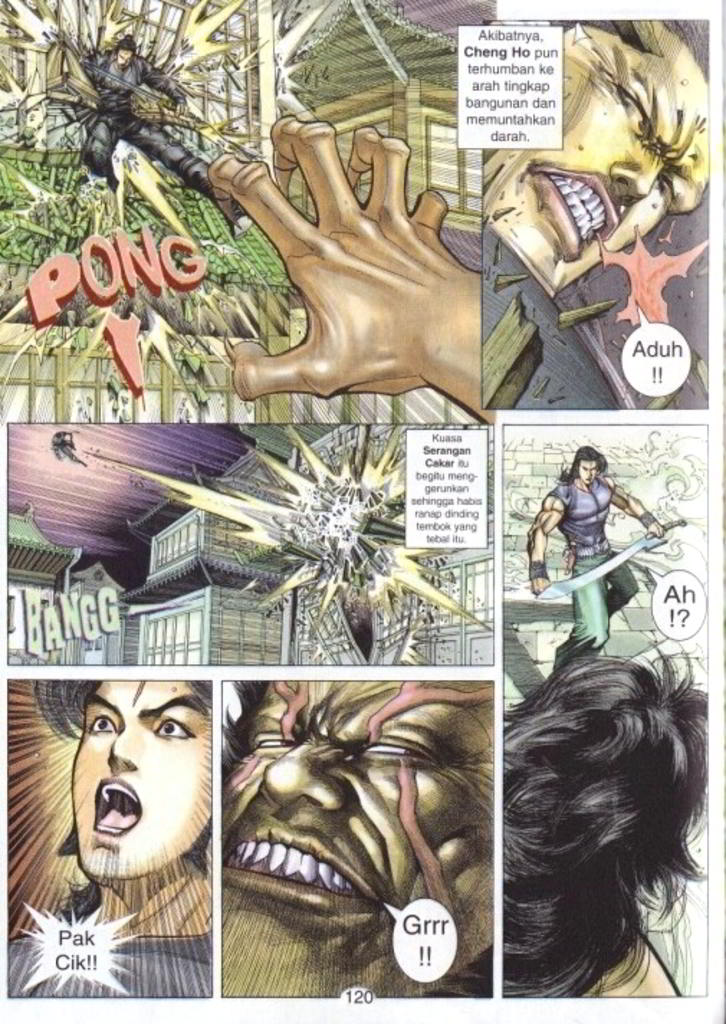 Akibatnya,
Cheng Ho pun
terhumban ke
arah tingkap
bangunan dan
memuntahkan
darah.
PONG
!
Aduh
!!
Kuasa
Serangan
Cakar itu
begitu meng-
gerunkan
sehingga habis
ranap dinding
tembok yang
tebal itu.
BANGG
Ah
!?
Pak
Cik!!
Grrr
!!
120